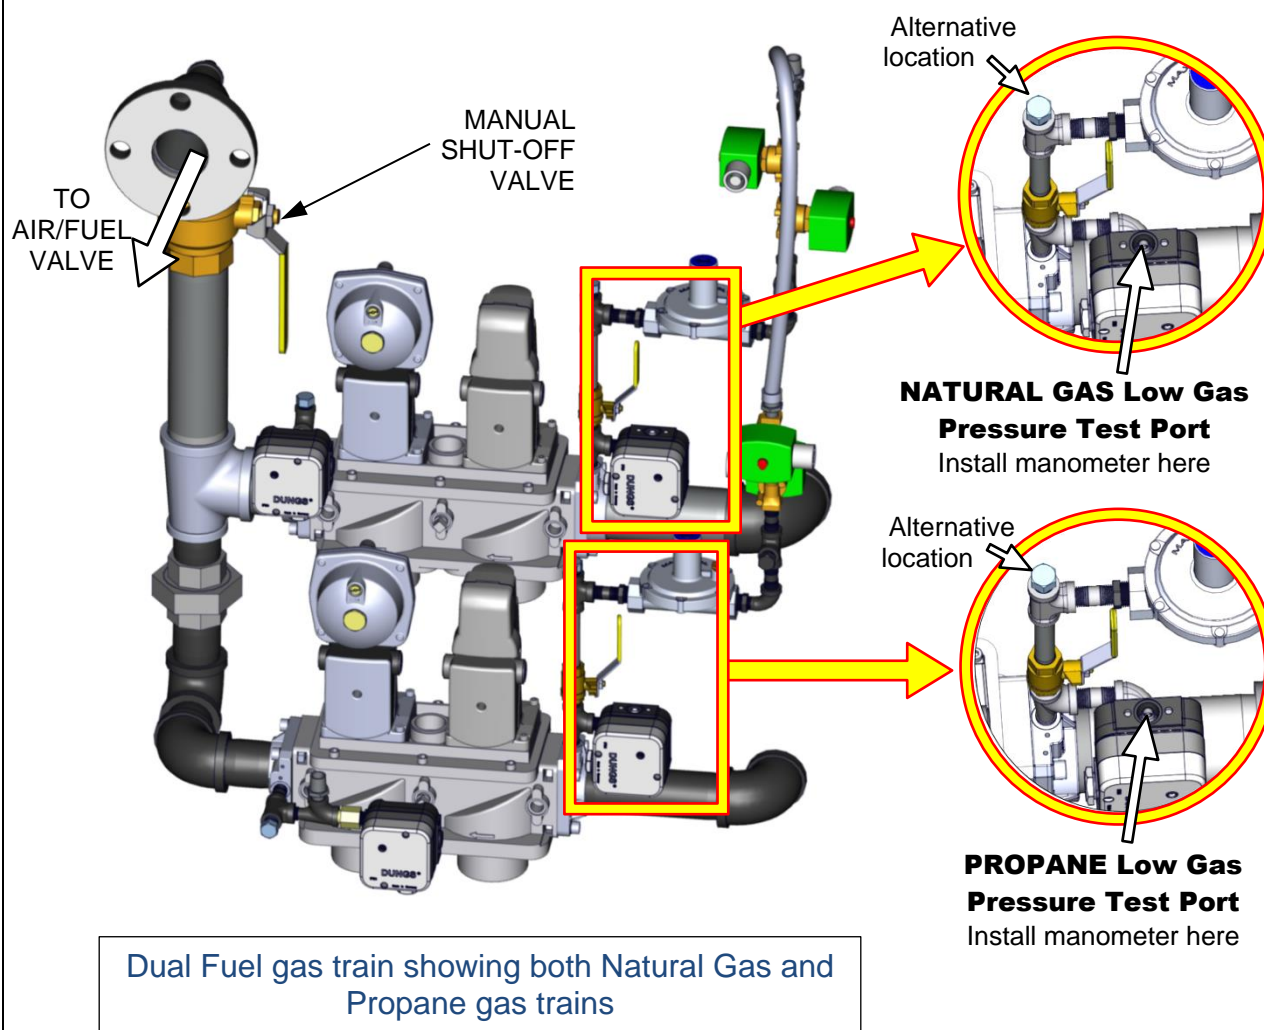 Alternative
location
MANUAL
SHUT-OFF
VALVE
TO
AIR/FUEL
VALVE
NATURAL GAS Low Gas
Pressure Test Port
Install manometer here
DUNGS®
DUNGS®
Alternative
location
DUNGS®
DUNGS®
PROPANE Low Gas
Pressure Test Port
Install manometer here
Dual Fuel gas train showing both Natural Gas and
Propane gas trains